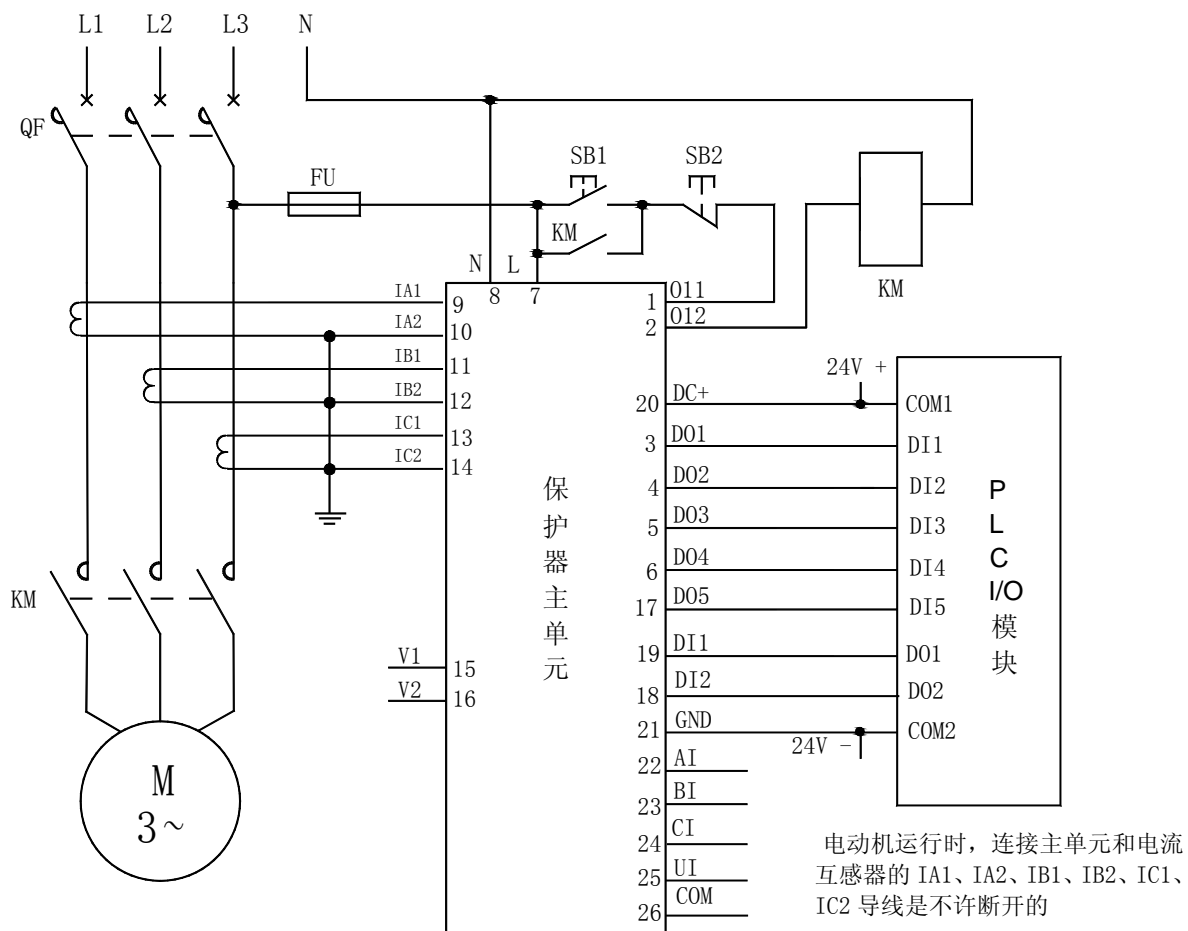 L1 L2 L3 N
QF
FU
SB1 SB2
KM
KM
N L
8 7
IA1 9
IA2 10
IB1 11
IB2 12
IC1 13
IC2 14
1 O11
2 O12
24V +
20 DC+ COM1
3 DO1 DI1
4 DO2 DI2
5 DO3 DI3
6 DO4 DI4
17 DO5 DI5
19 DI1 DO1
18 DI2 DO2
21 GND COM2
24V -
22 AI
23 BI
24 CI
25 UI
26 COM
保
护
器
主
单
元
P
L
C
I/O
模
块
KM
V1 15
V2 16
M
3~
电动机运行时，连接主单元和电流
互感器的 IA1、IA2、IB1、IB2、IC1、
IC2 导线是不许断开的